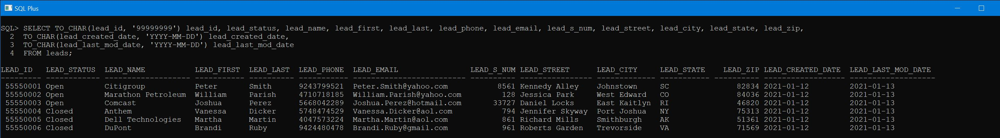 SQL Plus
SQL> SELECT TO_CHAR(lead_id, '99999999') lead_id, lead_status, lead_name, lead_first, lead_last, lead_phone, lead_email, lead_s_num, lead_street, lead_city, lead_state, lead_zip,
2 TO_CHAR(lead_created_date, 'YYYY-MM-DD') lead_created_date,
3 TO_CHAR(lead_last_mod_date, 'YYYY-MM-DD') lead_last_mod_date
4 FROM leads;
LEAD_ID LEAD_STATUS LEAD_NAME LEAD_FIRST LEAD_LAST LEAD_PHONE LEAD_EMAIL LEAD_S_NUM LEAD_STREET LEAD_CITY LEAD_STATE LEAD_ZIP LEAD_CREATED_DATE LEAD_LAST_MOD_DATE
--------- ------------ ------------------- ----------- ---------- ----------- ------------------------- ---------- ---------------- ------------- ----------- ---------- ------------------ -------------------
55550001 Open Citigroup Peter Smith 9243799521 Peter.Smith@yahoo.com 8561 Kennedy Alley Johnstown SC 82834 2021-01-12 2021-01-13
55550002 Open Marathon Petroleum William Parish 4710718185 William.Parish@yahoo.com 128 Jessica Park West Edward CO 84036 2021-01-12 2021-01-13
55550003 Open Comcast Joshua Perez 5668042289 Joshua.Perez@hotmail.com 33727 Daniel Locks East Kaitlyn RI 46820 2021-01-12 2021-01-13
55550004 Closed Anthem Vanessa Dicker 5748474529 Vanessa.Dicker@aol.com 794 Jennifer Skyway Port Joshua NY 75313 2021-01-12 2021-01-13
55550005 Closed Dell Technologies Martha Martin 4047573224 Martha.Martin@aol.com 861 Richard Mills Smithburgh AK 51361 2021-01-12 2021-01-13
55550006 Closed DuPont Brandi Ruby 9424480478 Brandi.Ruby@gmail.com 961 Roberts Garden Trevorside VA 71569 2021-01-12 2021-01-13